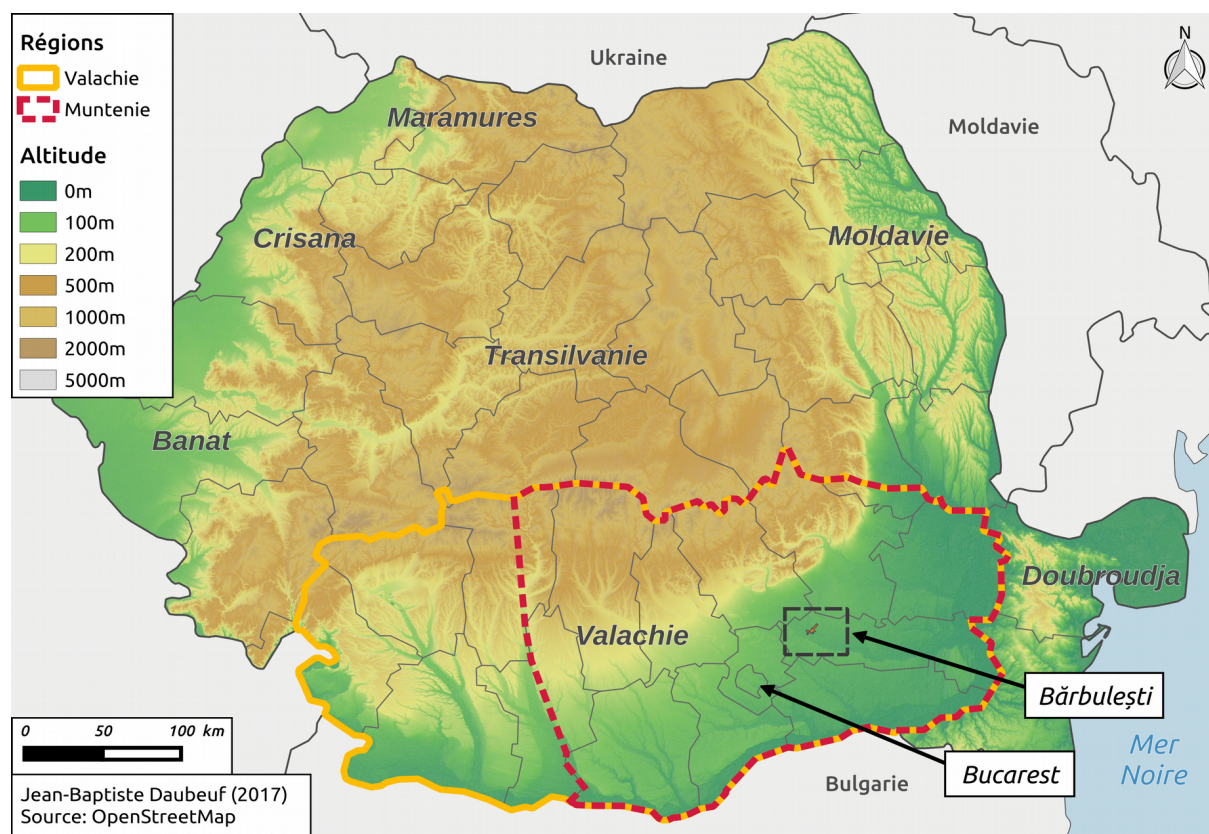 Régions
Valachie
Muntenie
Altitude
0m
100m
200m
500m
1000m
2000m
5000m
Ukraine
N
Moldavie
Maramures
Crisana
Moldavie
Transilvanie
Banat
Doubroudja
Valachie
Bărbulești
Bucarest
Mer
Noire
Bulgarie
0 50 100 km
Jean-Baptiste Daubeuf (2017)
Source: OpenStreetMap